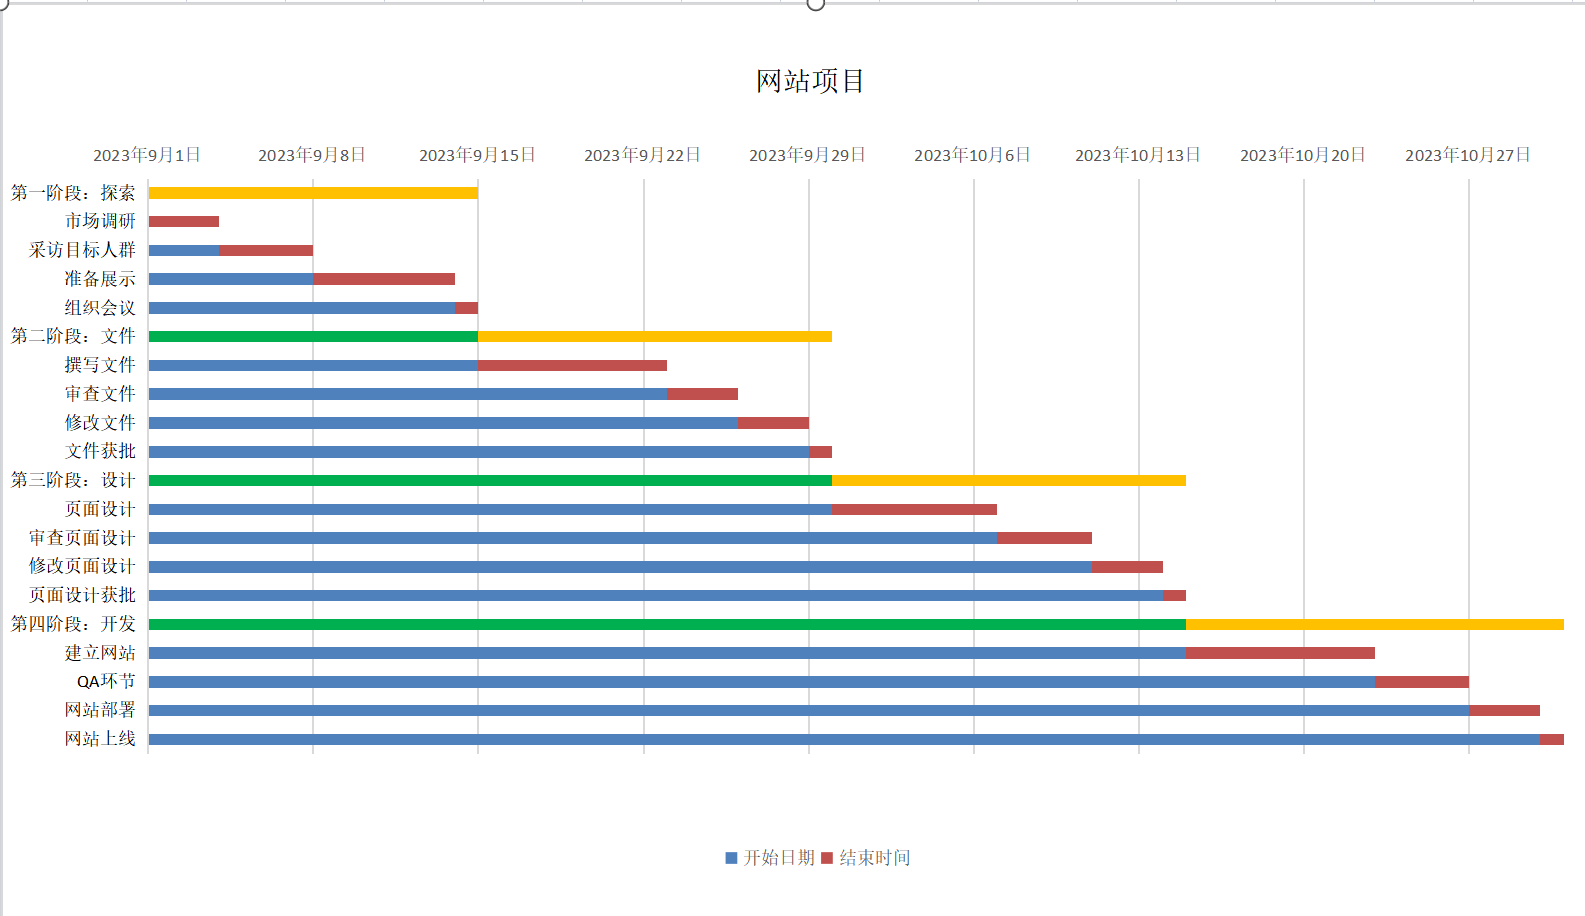 网站项目
2023年9月1日 2023年9月8日 2023年9月15日 2023年9月22日 2023年9月29日 2023年10月6日 2023年10月13日 2023年10月20日 2023年10月27日
第一阶段：探索
市场调研
采访目标人群
准备展示
组织会议
第二阶段：文件
撰写文件
审查文件
修改文件
文件获批
第三阶段：设计
页面设计
审查页面设计
修改页面设计
页面设计获批
第四阶段：开发
建立网站
QA环节
网站部署
网站上线
开始日期 结束时间